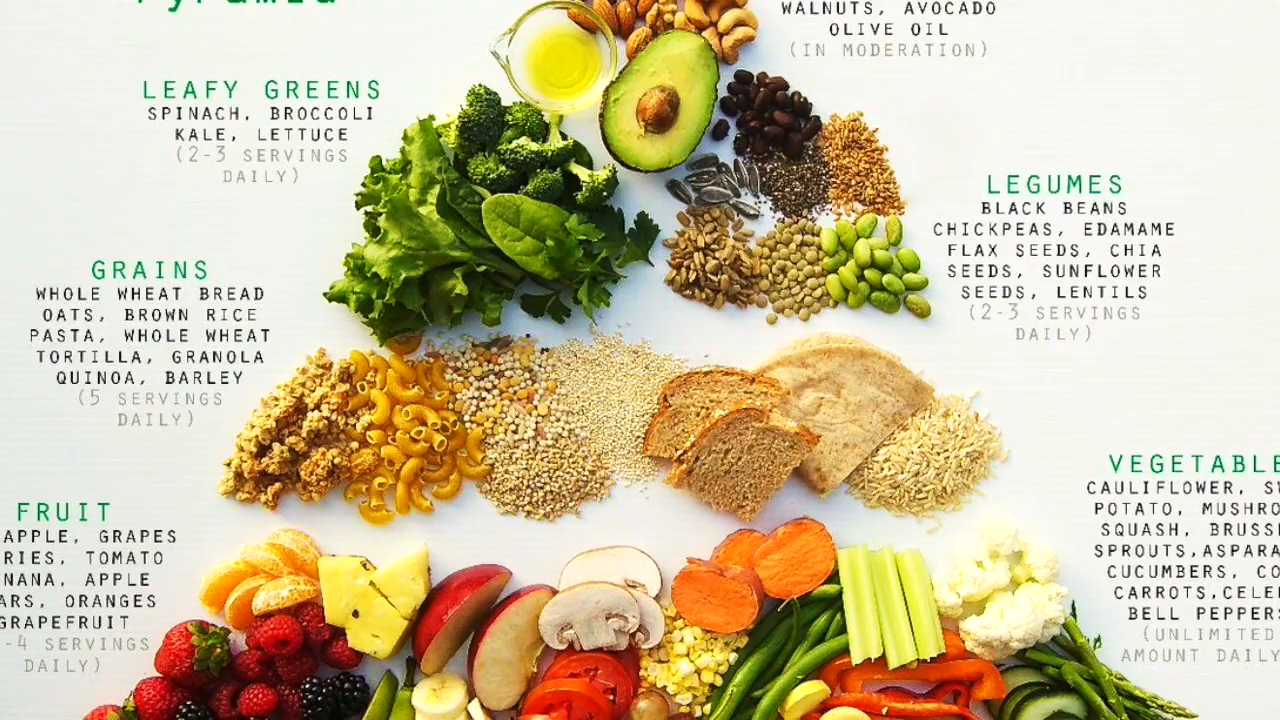 Pyramid
WALNUTS, AVOCADO
OLIVE OIL
(IN MODERATION)
LEAFY GREENS
SPINACH, BROCCOLI
KALE, LETTUCE
(2-3 SERVINGS
DAILY)
LEGUMES
BLACK BEANS
CHICKPEAS, EDAMAME
FLAX SEEDS, CHIA
SEEDS, SUNFLOWER
SEEDS, LENTILS
(2-3 SERVINGS
DAILY)
GRAINS
WHOLE WHEAT BREAD
OATS, BROWN RICE
PASTA, WHOLE WHEAT
TORTILLA, GRANOLA
QUINOA, BARLEY
(5 SERVINGS
DAILY)
FRUIT
APPLE, GRAPES
RIES, TOMATO
NANA, APPLE
ARS, ORANGES
GRAPEFRUIT
-4 SERVINGS
DAILY)
VEGETABLE
CAULIFLOWER, S
POTATO, MUSHRO
SQUASH, BRUSS
SPROUTS,ASPARA
CUCUMBERS, CO
CARROTS,CELE
BELL PEPPER
(UNLIMITED
AMOUNT DAILY